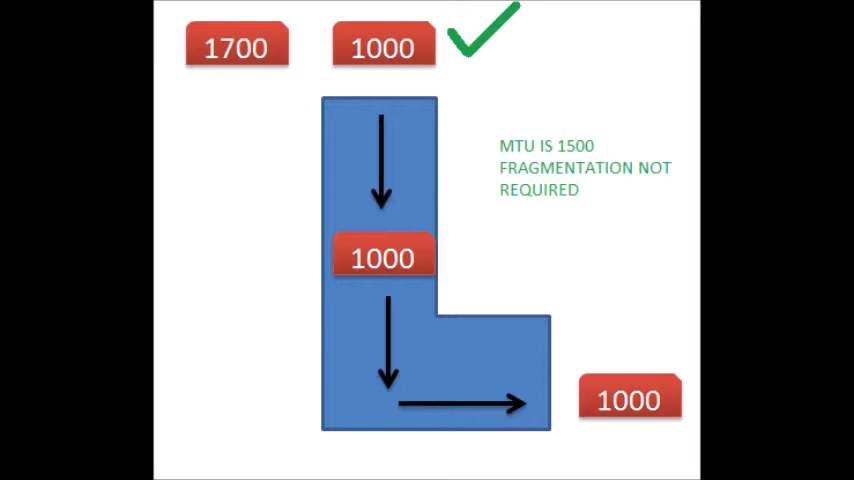 1700
1000
MTU IS 1500
FRAGMENTATION NOT
REQUIRED
1000
1000